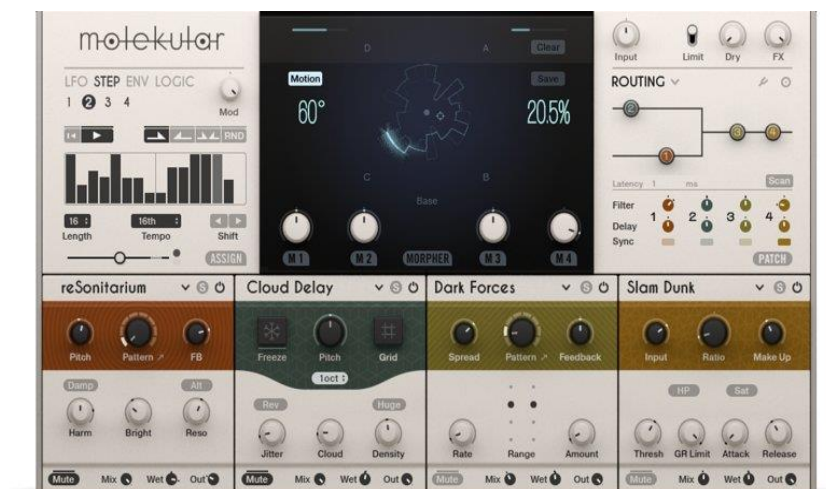 molekular
LFO STEP ENV LOGIC
1 2 3 4
Mod
RND
16
16th
Length
Tempo
Shift
ASSIGN
D
A
Clear
Motion
Save
60°
20.5%
C
B
Base
M 1
M 2
MORPHER
M 3
M 4
Input
Limit
Dry
FX
ROUTING
2
3
4
1
Latency 1 ms
Scan
Filter
1 2 3 4
Delay
Sync
PATCH
reSonitarium
S
Cloud Delay
S
Dark Forces
S
Slam Dunk
S
Pitch
Pattern
FB
Freeze
Pitch
Grid
Spread
Pattern
Feedback
Input
Ratio
Make Up
1oct
Damp
Alt
Rev
Huge
HP
Sat
Harm
Bright
Reso
Jitter
Cloud
Density
Rate
Range
Amount
Thresh
GR Limit
Attack
Release
Mute
Mix
Wet
Out
Mute
Mix
Wet
Out
Mute
Mix
Wet
Out
Mute
Mix
Wet
Out